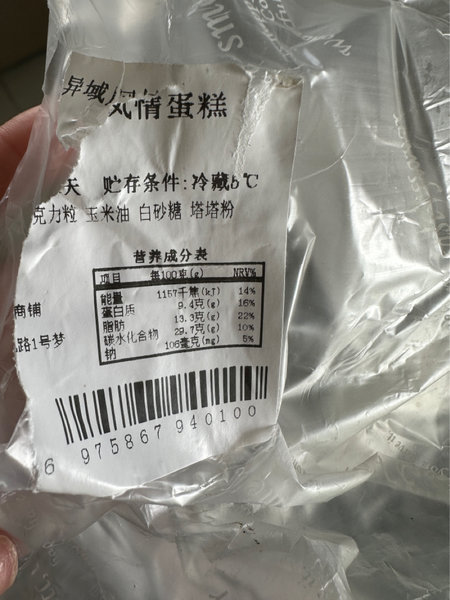 异域风情蛋糕
天 贮存条件:冷藏5℃
克力粒 玉米油 白砂糖 塔塔粉
营养成分表
项目 每100克(g) NRV%
能量 1157千焦(kJ) 14%
蛋白质 9.4克(g) 16%
脂肪 13.3克(g) 22%
碳水化合物 29.7克(g) 10%
钠 106毫克(mg) 5%
商铺
路1号梦
6 975867 940100